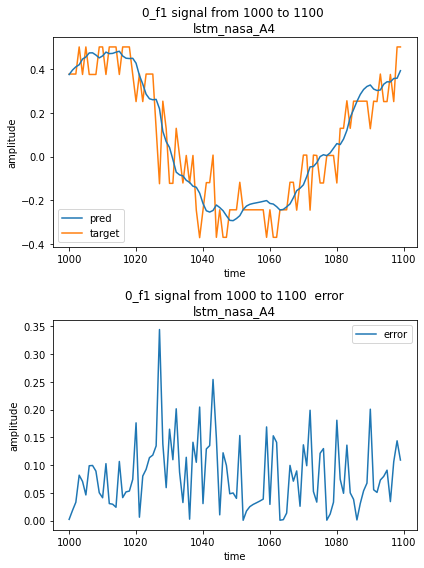 0_f1 signal from 1000 to 1100
lstm_nasa_A4
amplitude
0.4
0.2
0.0
−0.2
−0.4
pred
target
1000 1020 1040 1060 1080 1100
time
0_f1 signal from 1000 to 1100  error
lstm_nasa_A4
amplitude
0.35
0.30
0.25
0.20
0.15
0.10
0.05
0.00
error
1000 1020 1040 1060 1080 1100
time